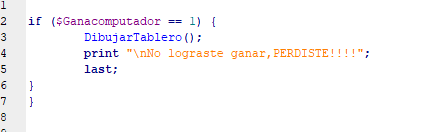 1
2 if ($Ganacomputador == 1) {
3 DibujarTablero();
4 print "\nNo lograste ganar,PERDISTE!!!!";
5 last;
6 }
7 }
8